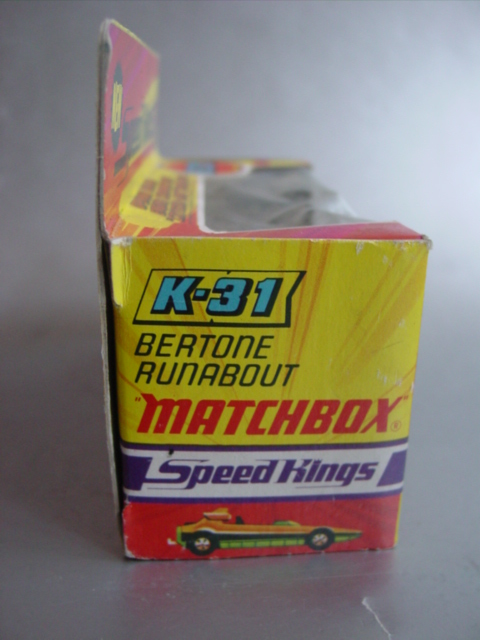 K-31
BERTONE
RUNABOUT
"MATCHBOX"®
Speed Kings